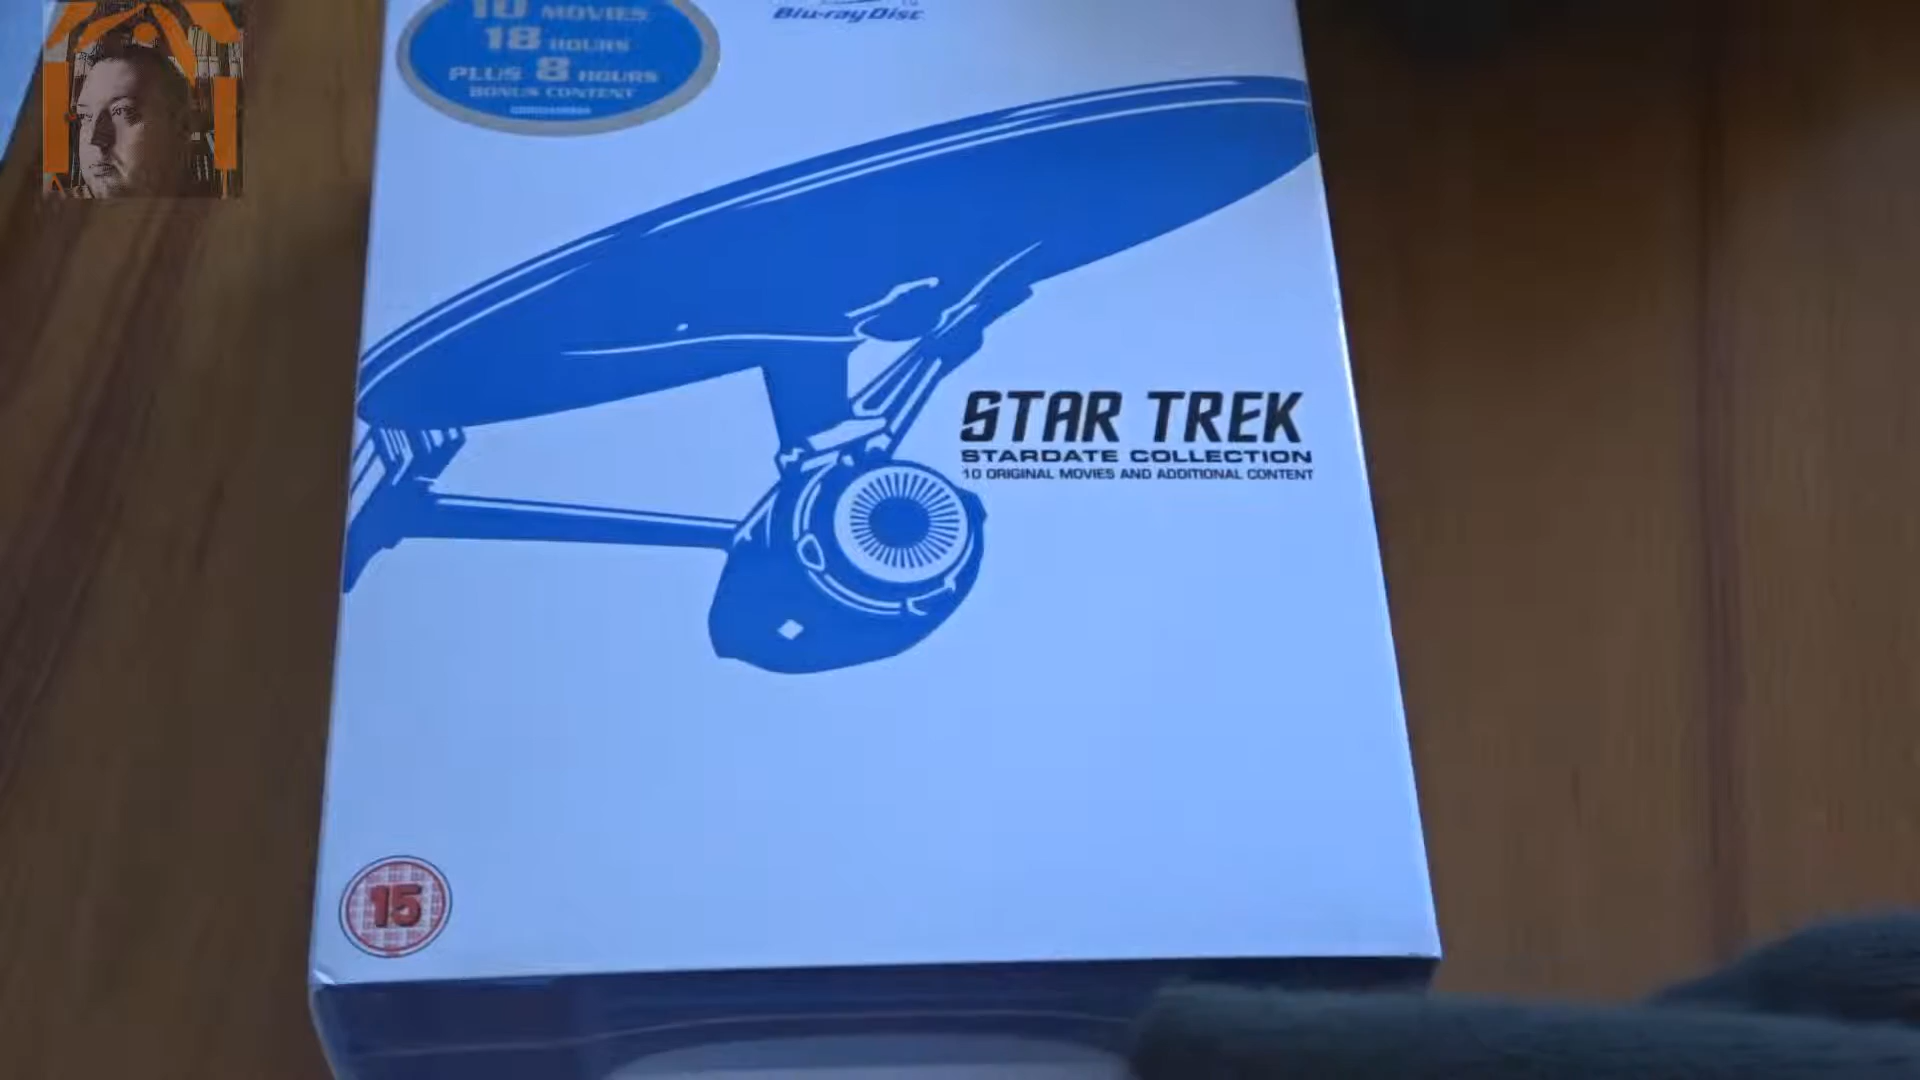 10 MOVIES
18 HOURS
PLUS 8 HOURS
BONUS CONTENT
Blu-ray Disc
STAR TREK
STARDATE COLLECTION
10 ORIGINAL MOVIES AND ADDITIONAL CONTENT
15